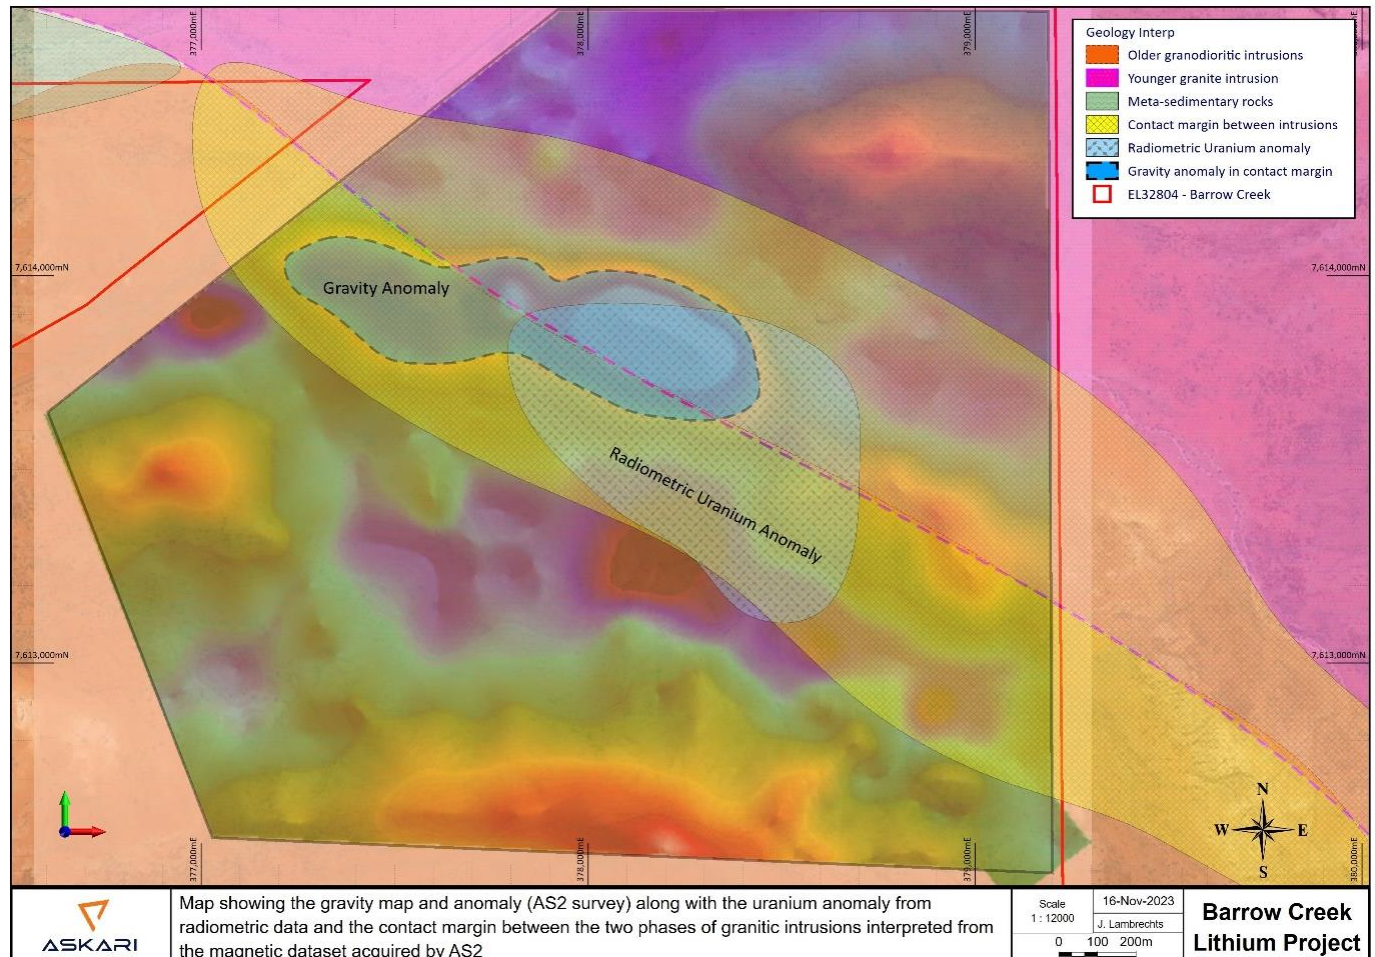 377,000mE
378,000mE
379,000mE
Geology Interp
Older granodioritic intrusions
Younger granite intrusion
Meta-sedimentary rocks
Contact margin between intrusions
Radiometric Uranium anomaly
Gravity anomaly in contact margin
EL32804 - Barrow Creek
7,614,000mN
7,614,000mN
Gravity Anomaly
Radiometric Uranium Anomaly
7,613,000mN
7,613,000mN
N
W E
S
377,000mE
378,000mE
379,000mE
380,000mE
ASKARI
Map showing the gravity map and anomaly (AS2 survey) along with the uranium anomaly from
radiometric data and the contact margin between the two phases of granitic intrusions interpreted from
the magnetic dataset acquired by AS2
Scale
1 : 12000
16-Nov-2023
J. Lambrechts
0 100 200m
Barrow Creek
Lithium Project